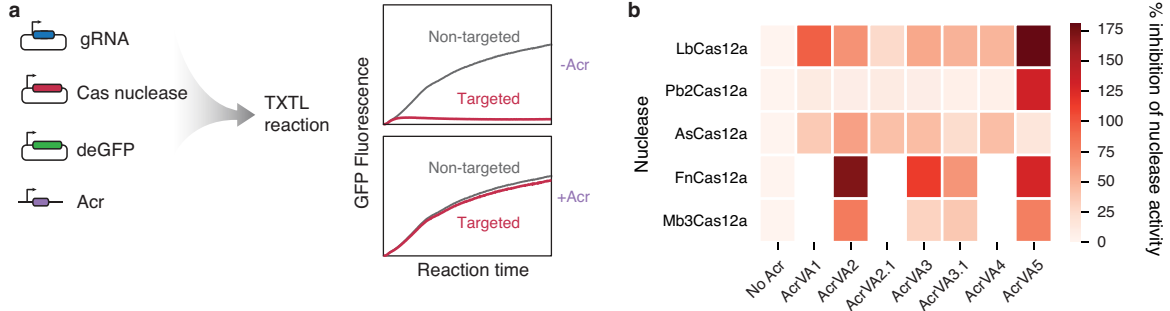 a
gRNA
Cas nuclease
deGFP
Acr
TXTL
reaction
GFP Fluorescence
Non-targeted
Targeted
-Acr
Non-targeted
Targeted
+Acr
Reaction time
b
Nuclease
LbCas12a
Pb2Cas12a
AsCas12a
FnCas12a
Mb3Cas12a
No Acr
AcrVA1
AcrVA2
AcrVA2.1
AcrVA3
AcrVA3.1
AcrVA4
AcrVA5
175
150
125
100
75
50
25
0
% inhibition of nuclease activity